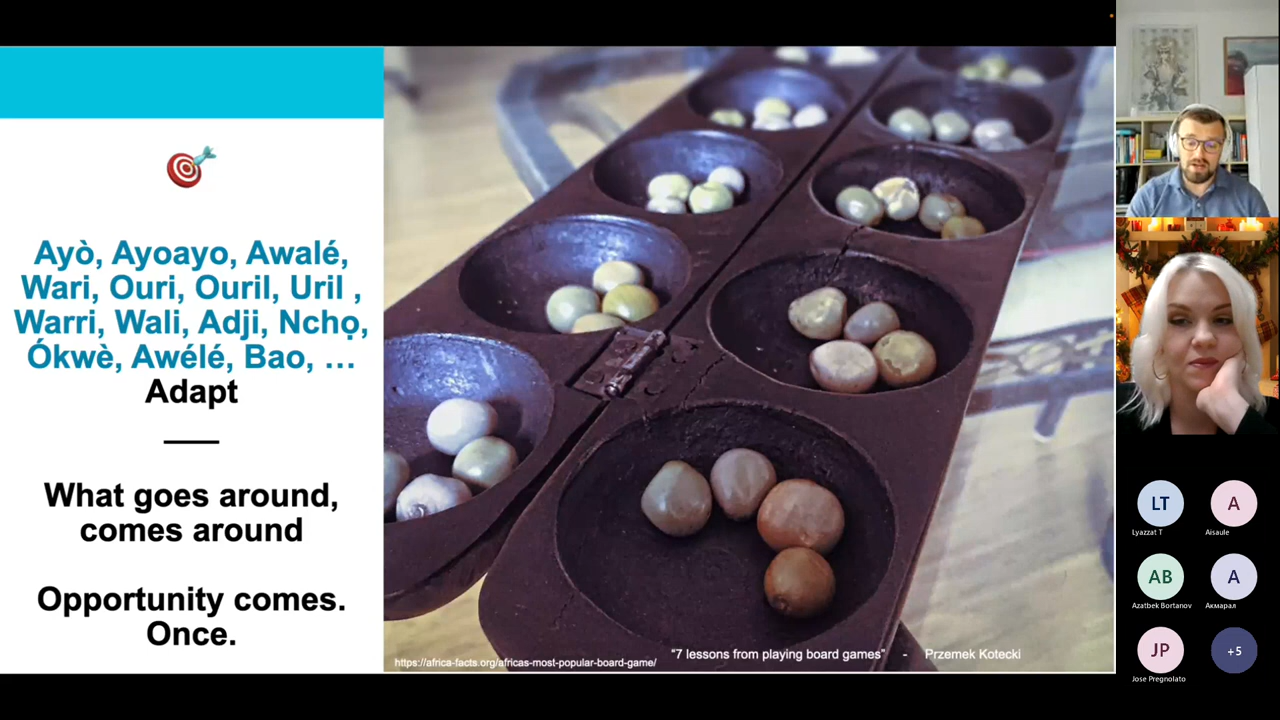 Ayò, Ayoayo, Awalé,
Wari, Ouri, Ouril, Uril ,
Warri, Wali, Adji, Nchọ,
Ókwè, Awélé, Bao, …
Adapt
What goes around,
comes around
Opportunity comes.
Once.
https://africa-facts.org/africas-most-popular-board-game/
"7 lessons from playing board games" - Przemek Kotecki
LT
Lyazzat T
A
Aisaule
AB
Azatbek Bortanov
A
Акмарал
JP
Jose Pregnolato
+5